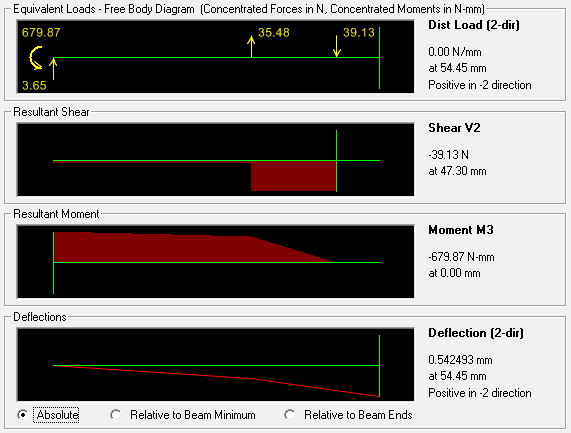 Equivalent Loads - Free Body Diagram (Concentrated Forces in N, Concentrated Moments in N-mm)
679.87
35.48
39.13
3.65
Dist Load (2-dir)
0.00 N/mm
at 54.45 mm
Positive in -2 direction
Resultant Shear
Shear V2
-39.13 N
at 47.30 mm
Resultant Moment
Moment M3
-679.87 N-mm
at 0.00 mm
Deflections
Deflection (2-dir)
0.542493 mm
at 54.45 mm
Positive in -2 direction
Absolute Relative to Beam Minimum Relative to Beam Ends